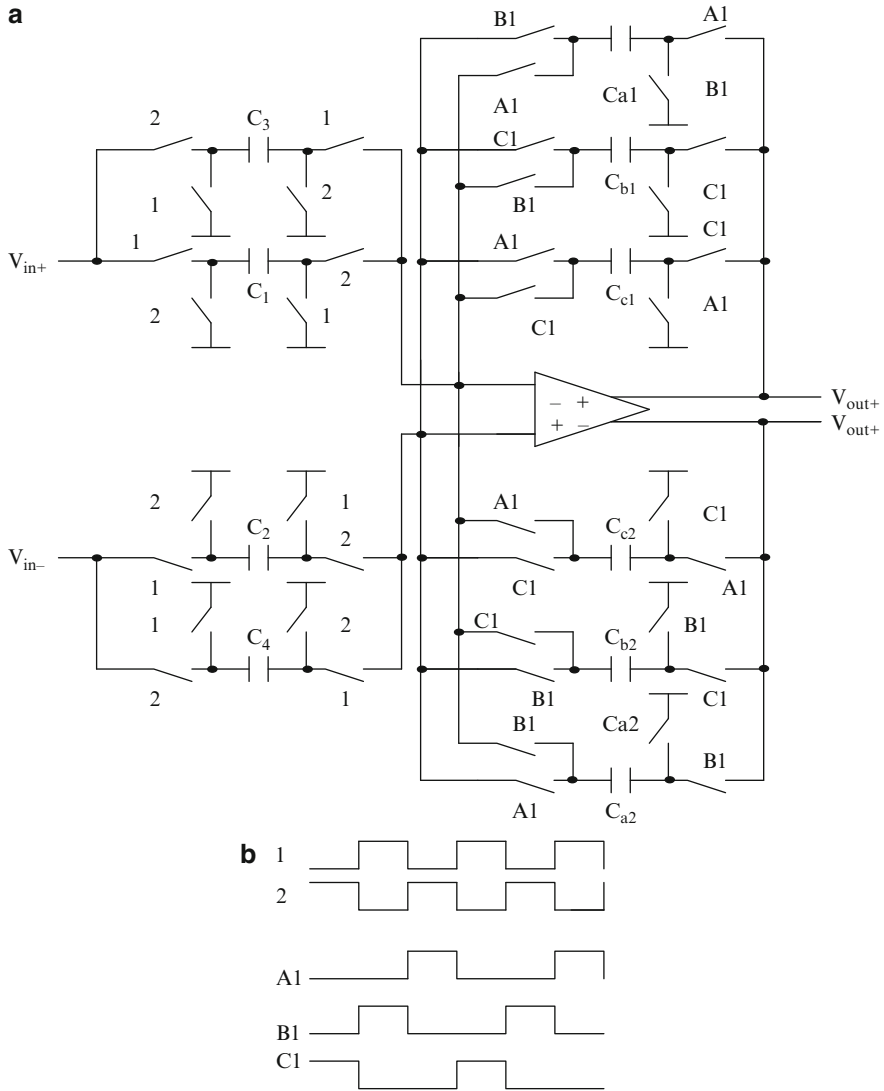 a
B1 A1
A1 Ca1 B1
2 C3 1
C1
1 2 B1 Cb1 C1
1 C1
Vin+ C1 2 A1
2 1 C1 Cc1 A1
− + Vout+
+ − Vout+
2 1 A1 Cc2 C1
C2 2
Vin−
1 C1 A1
1 C4 2 C1 Cb2 B1
2 1 B1 C1
B1 Ca2 B1
A1 Ca2
b
1
2
A1
B1
C1